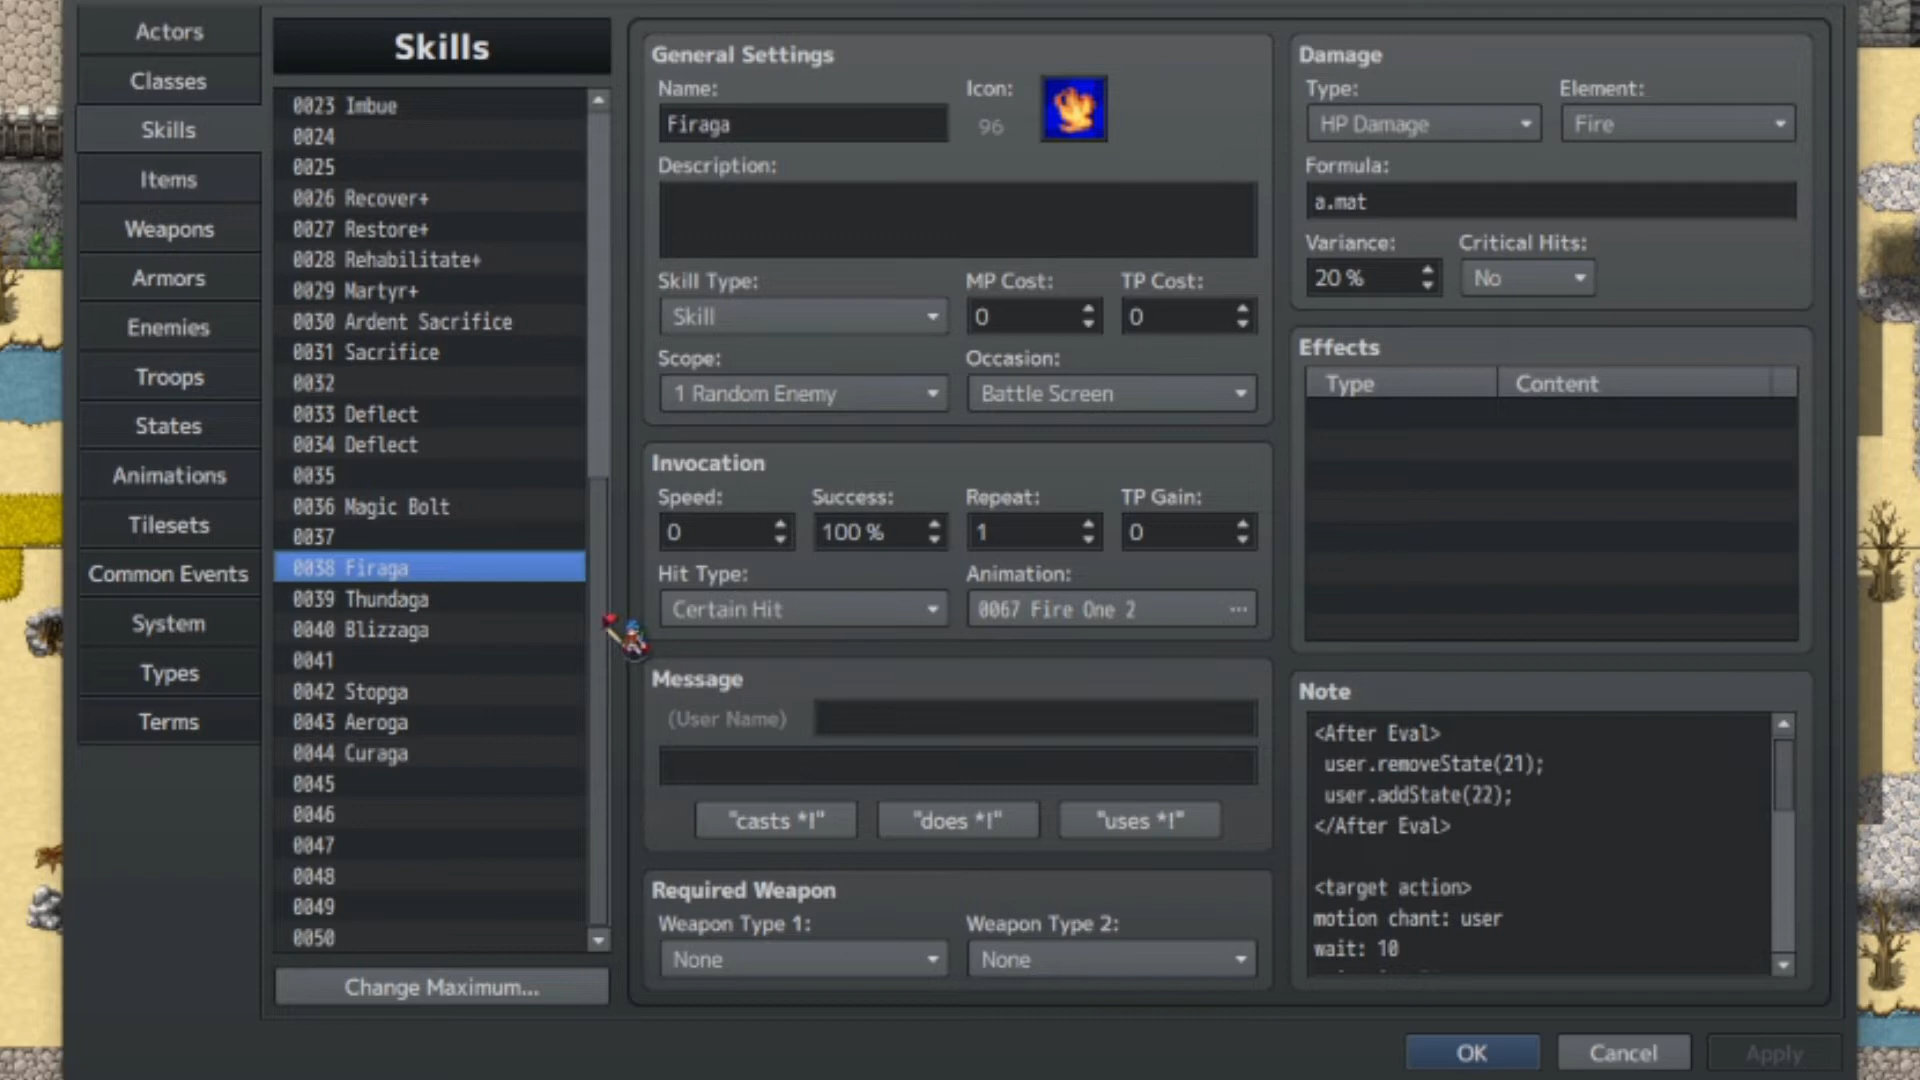 Actors
Classes
Skills
Items
Weapons
Armors
Enemies
Troops
States
Animations
Tilesets
Common Events
System
Types
Terms
Skills
0023 Imbue
0024
0025
0026 Recover+
0027 Restore+
0028 Rehabilitate+
0029 Martyr+
0030 Ardent Sacrifice
0031 Sacrifice
0032
0033 Deflect
0034 Deflect
0035
0036 Magic Bolt
0037
0038 Firaga
0039 Thundaga
0040 Blizzaga
0041
0042 Stopga
0043 Aeroga
0044 Curaga
0045
0046
0047
0048
0049
0050
Change Maximum...
General Settings
Name: Icon:
Firaga 96
Description:
Skill Type: MP Cost: TP Cost:
Skill 0 0
Scope: Occasion:
1 Random Enemy Battle Screen
Invocation
Speed: Success: Repeat: TP Gain:
0 100 % 1 0
Hit Type: Animation:
Certain Hit 0067 Fire One 2 ...
Message
(User Name)
"casts *!" "does *!" "uses *!"
Required Weapon
Weapon Type 1: Weapon Type 2:
None None
Damage
Type: Element:
HP Damage Fire
Formula:
a.mat
Variance: Critical Hits:
20 % No
Effects
Type Content
Note
<After Eval>
user.removeState(21);
user.addState(22);
</After Eval>
<target action>
motion chant: user
wait: 10
OK Cancel Apply